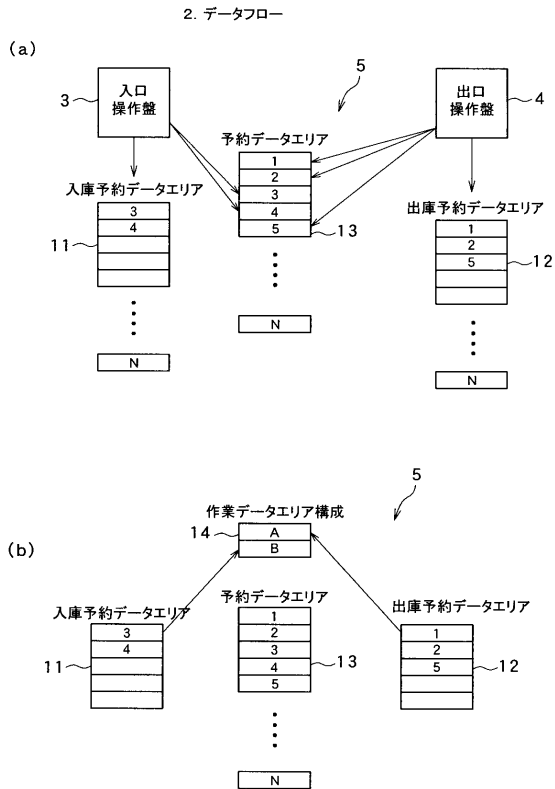 2. データフロー
(a)
5
3
入口
操作盤
出口
操作盤
4
予約データエリア
1
2
3
4
5
13
N
入庫予約データエリア
3
4
11
N
出庫予約データエリア
1
2
5
12
N
(b)
5
作業データエリア構成
14
A
B
入庫予約データエリア
3
4
11
予約データエリア
1
2
3
4
5
13
N
出庫予約データエリア
1
2
5
12